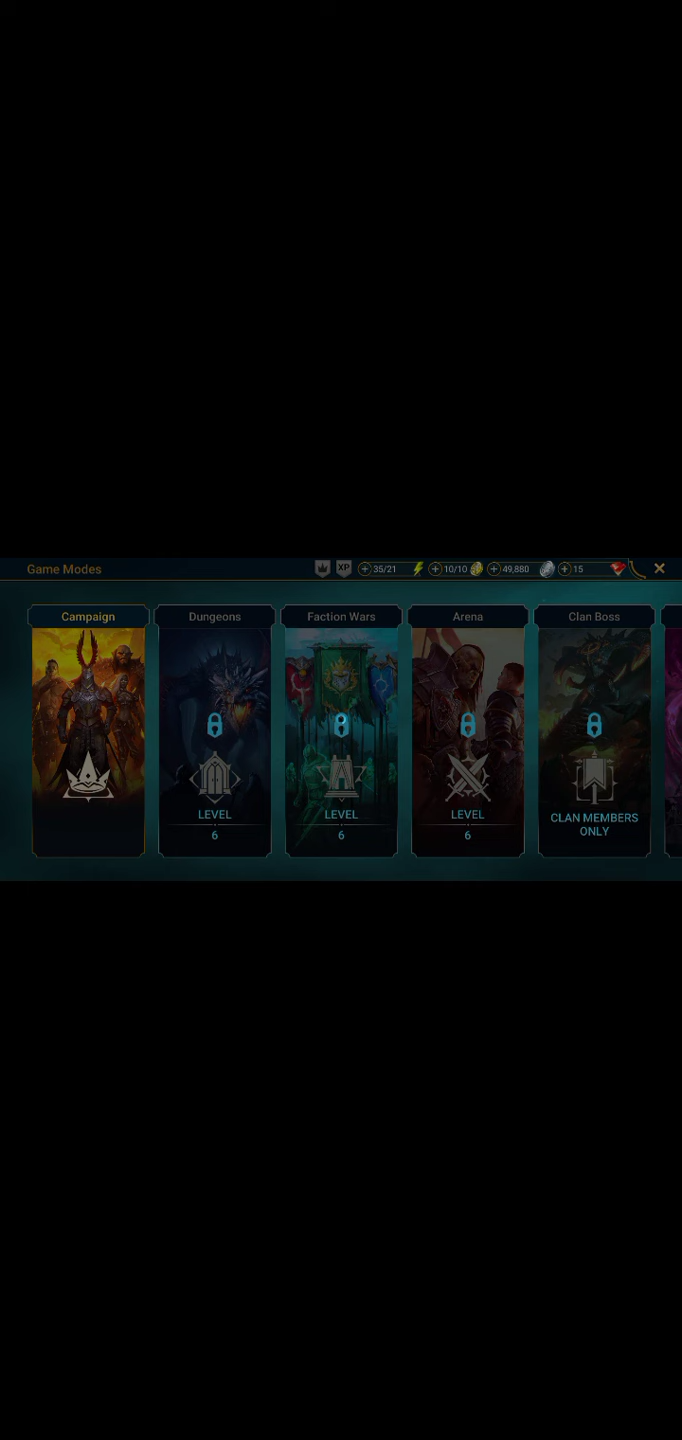 Game Modes
XP
35/21
10/10
49,880
15
Campaign
Dungeons
Faction Wars
Arena
Clan Boss
LEVEL
6
LEVEL
6
LEVEL
6
CLAN MEMBERS
ONLY